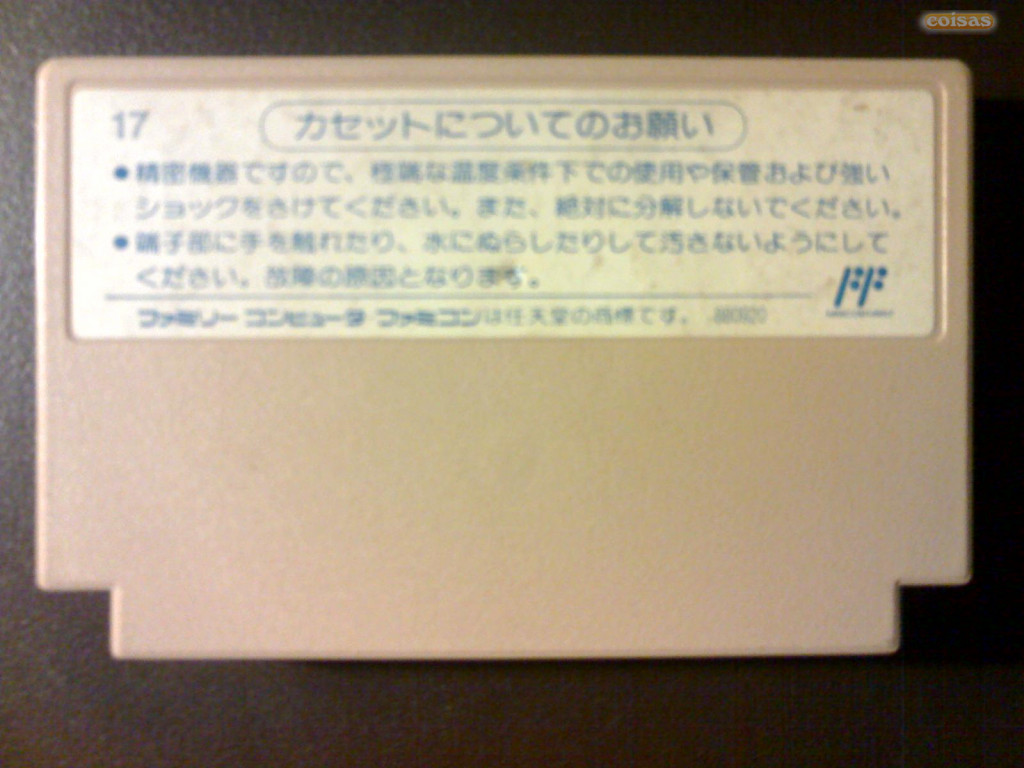 coisas
17
カセットについてのお願い
●精密機器ですので、極端な温度条件下での使用や保管および強い
ショックをさけてください。また、絶対に分解しないでください。
●端子部に手を触れたり、水にぬらしたりして汚さないようにして
ください。故障の原因となります。
FF
ファミリーコンピュータ ファミコンは任天堂の商標です。 880920